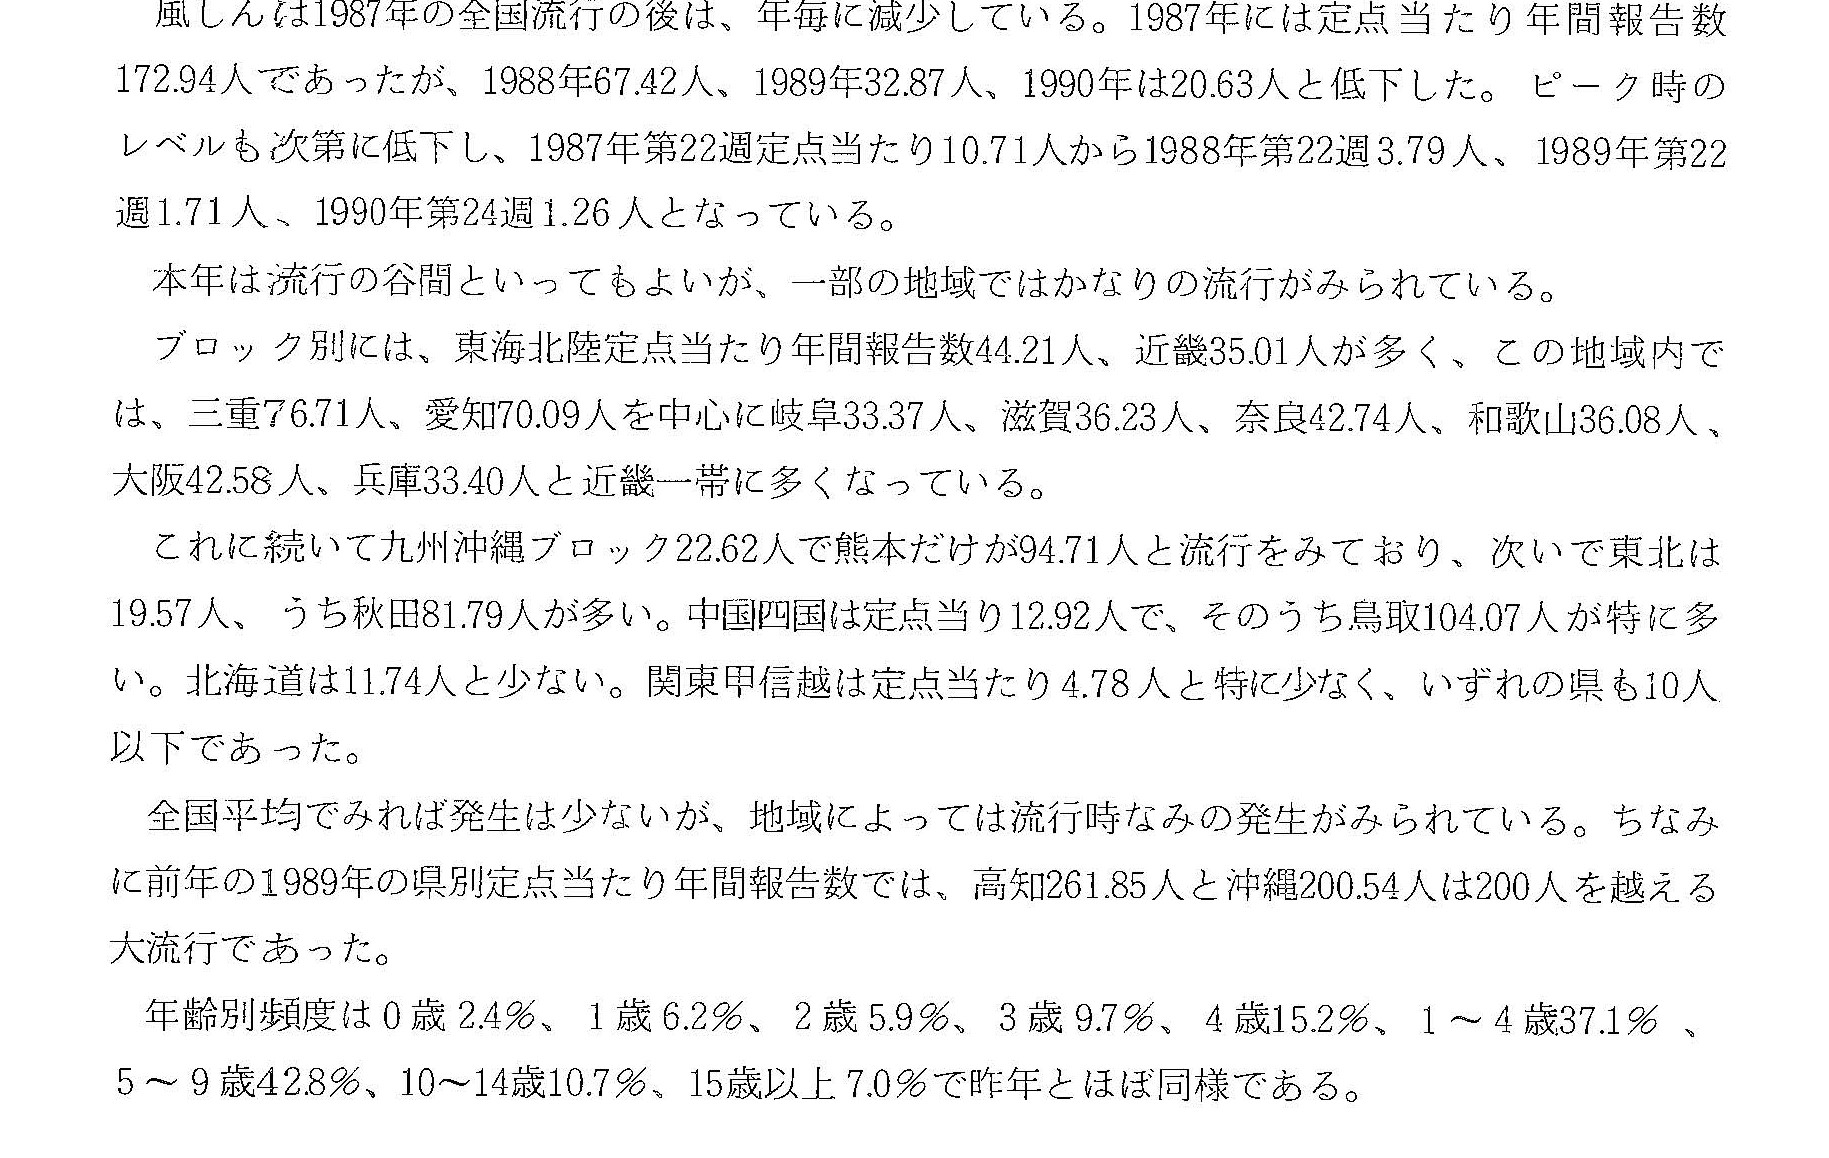 風しんは1987年の全国流行の後は、年毎に減少している。1987年には定点当たり年間報告数
172.94人であったが、1988年67.42人、1989年32.87人、1990年は20.63人と低下した。ピーク時の
レベルも次第に低下し、1987年第22週定点当たり10.71人から1988年第22週3.79人、1989年第22
週1.71人、1990年第24週1.26人となっている。
本年は流行の谷間といってもよいが、一部の地域ではかなりの流行がみられている。
ブロック別には、東海北陸定点当たり年間報告数44.21人、近畿35.01人が多く、この地域内で
は、三重76.71人、愛知70.09人を中心に岐阜33.37人、滋賀36.23人、奈良42.74人、和歌山36.08人、
大阪42.58人、兵庫33.40人と近畿一帯に多くなっている。
これに続いて九州沖縄ブロック22.62人で熊本だけが94.71人と流行をみており、次いで東北は
19.57人、うち秋田81.79人が多い。中国四国は定点当り12.92人で、そのうち鳥取104.07人が特に多
い。北海道は11.74人と少ない。関東甲信越は定点当たり4.78人と特に少なく、いずれの県も10人
以下であった。
全国平均でみれば発生は少ないが、地域によっては流行時なみの発生がみられている。ちなみ
に前年の1989年の県別定点当たり年間報告数では、高知261.85人と沖縄200.54人は200人を越える
大流行であった。
年齢別頻度は0歳2.4%、1歳6.2%、2歳5.9%、3歳9.7%、4歳15.2%、1～4歳37.1%、
5～9歳42.8%、10～14歳10.7%、15歳以上7.0%で昨年とほぼ同様である。